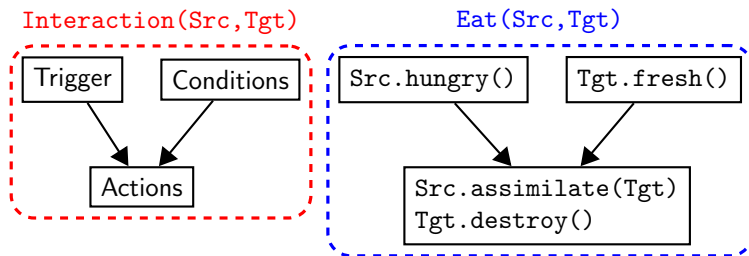 Interaction(Src,Tgt)
Trigger
Conditions
Actions
Eat(Src,Tgt)
Src.hungry()
Tgt.fresh()
Src.assimilate(Tgt)
Tgt.destroy()